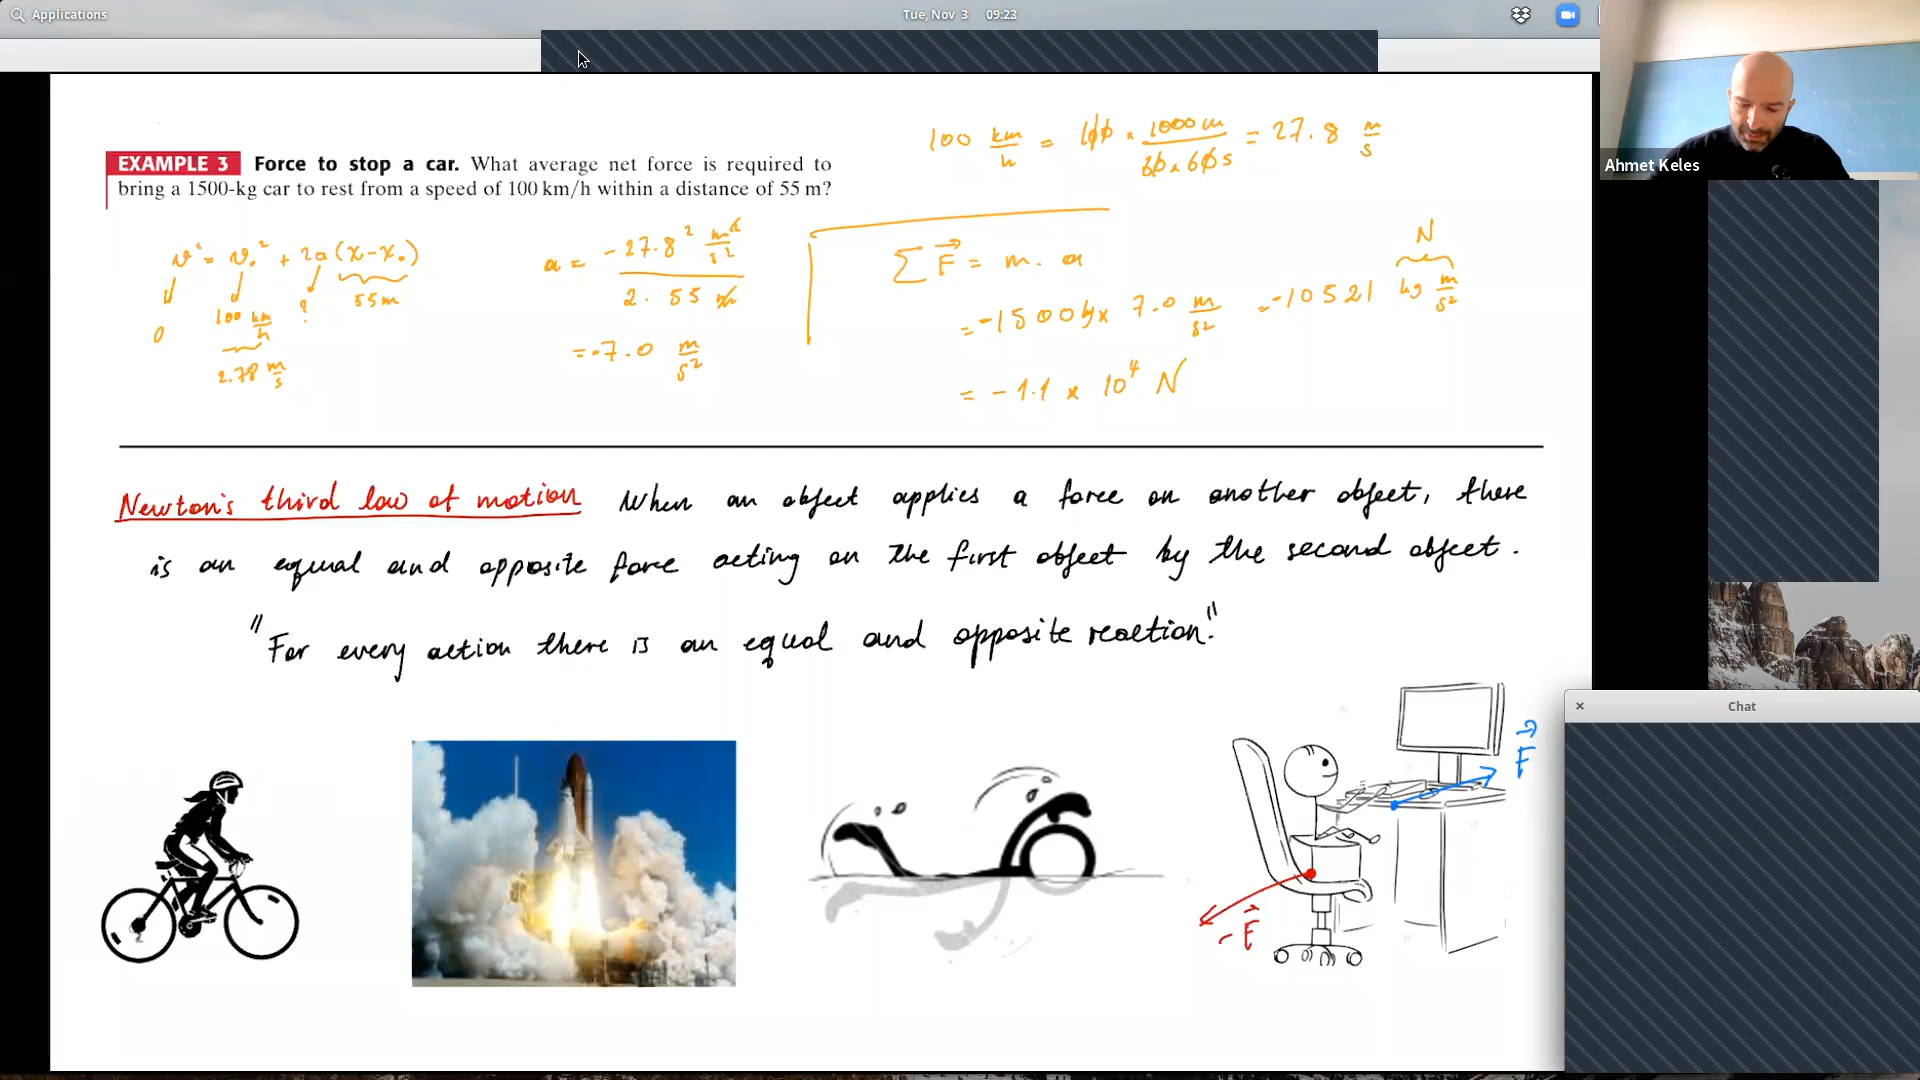 Applications
Tue, Nov 3 09:23
Ahmet Keles
100 km/h = 100 × 1000 m / 60 × 60 s = 27.8 m/s
EXAMPLE 3 Force to stop a car. What average net force is required to
bring a 1500-kg car to rest from a speed of 100 km/h within a distance of 55 m?
v² = v₀² + 2a (x-x₀)
0
100 km/h
?
55m
2.78 m/s
a = -27.8² m²/s² / 2 . 55 m
= -7.0 m/s²
∑ F⃗ = m . a
= -1500 kg × 7.0 m/s² = -10521 kg m/s²
N
= -1.1 × 10⁴ N
Newton's third law of motion When an object applies a force on another object, there
is an equal and opposite force acting on the first object by the second object.
"For every action there is an equal and opposite reaction."
F⃗
-F⃗
Chat